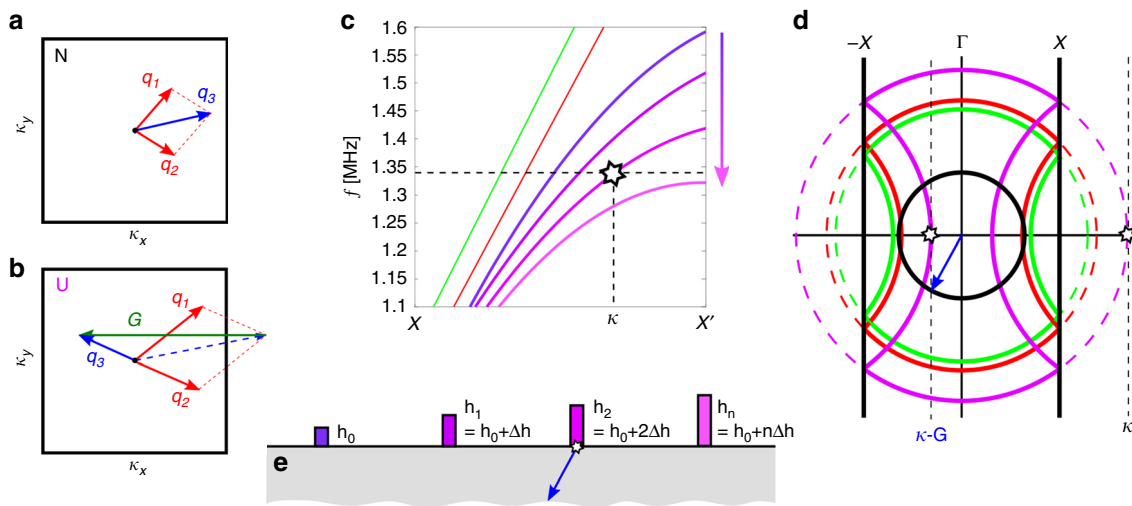 a
N
q1
q3
q2
κy
κx
b
U
q1
G
q3
q2
κy
κx
c
1.6
1.55
1.5
1.45
1.4
1.35
1.3
1.25
1.2
1.15
1.1
f [MHz]
X
κ
X'
d
–X
Γ
X
κ-G
κ
e
h0
h1
= h0+Δh
h2
= h0+2Δh
hn
= h0+nΔh